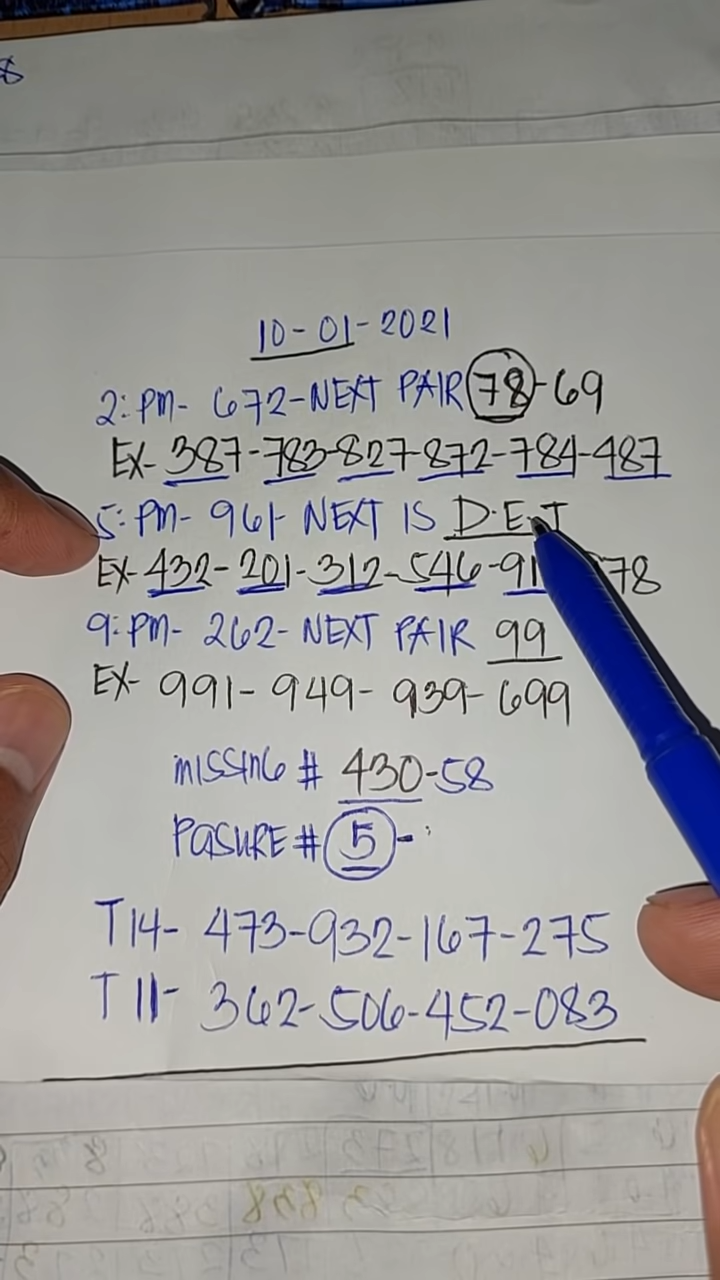 8
10-01-2021
2:PM- 672-NEXT PAIR 78-69
EX- 387-783-827-872-784-487
5:PM- 961- NEXT IS D.E.T
EX- 432-201-312-546-91 78
9:PM- 262- NEXT PAIR 99
EX- 991- 949- 939- 699
MISSING # 430-58
PASURE # 5-
T14- 473-932-167-275
T11- 362-506-452-083